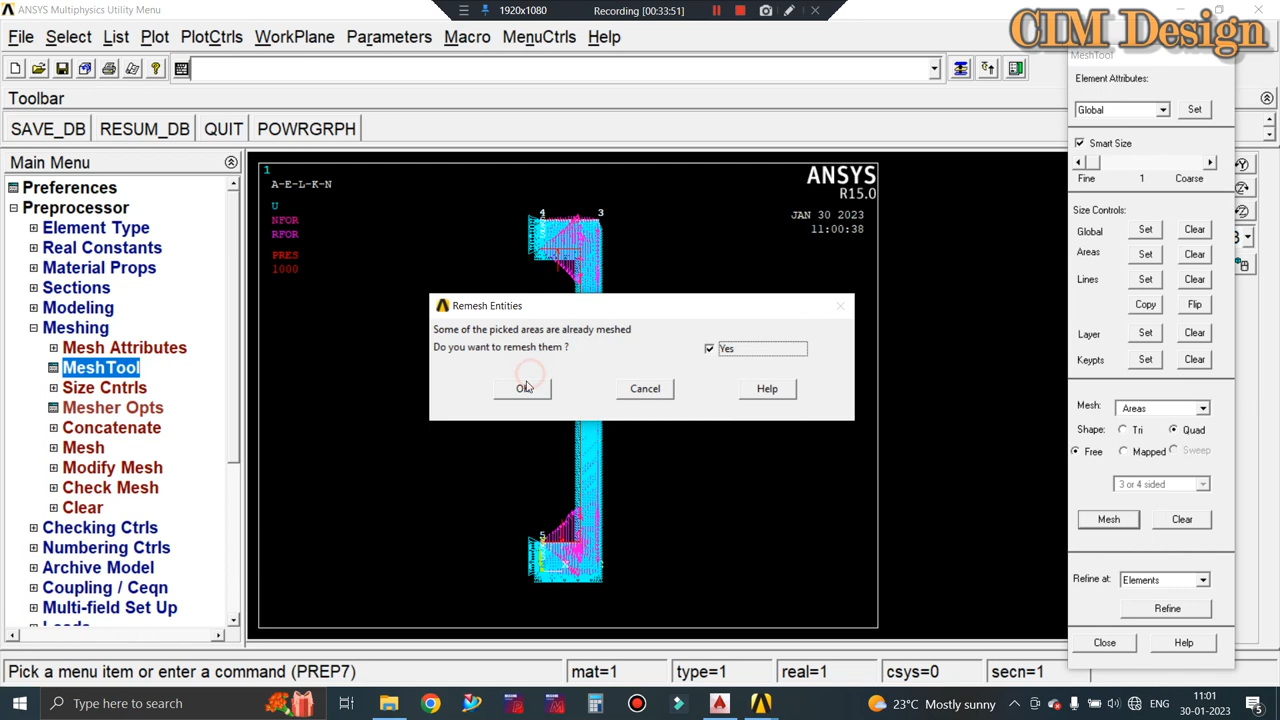 ANSYS Multiphysics Utility Menu
1920x1080
Recording [00:33:51]
CIM Design
File Select List Plot PlotCtrls WorkPlane Parameters Macro MenuCtrls Help
Toolbar
SAVE_DB RESUM_DB QUIT POWRGRPH
Main Menu
Preferences
Preprocessor
Element Type
Real Constants
Material Props
Sections
Modeling
Meshing
Mesh Attributes
MeshTool
Size Cntrls
Mesher Opts
Concatenate
Mesh
Modify Mesh
Check Mesh
Clear
Checking Ctrls
Numbering Ctrls
Archive Model
Coupling / Ceqn
Multi-field Set Up
Loads
1
A-E-L-K-N
U
NFOR
RFOR
PRES
1000
ANSYS
R15.0
JAN 30 2023
11:00:38
4 3
5
Remesh Entities
Some of the picked areas are already meshed
Do you want to remesh them ?
Yes
OK Cancel Help
MeshTool
Element Attributes:
Global Set
Smart Size
Fine 1 Coarse
Size Controls:
Global Set Clear
Areas Set Clear
Lines Set Clear
Copy Flip
Layer Set Clear
Keypts Set Clear
Mesh: Areas
Shape: Tri Quad
Free Mapped Sweep
3 or 4 sided
Mesh Clear
Refine at: Elements
Refine
Close Help
Pick a menu item or enter a command (PREP7)
mat=1 type=1 real=1 csys=0 secn=1
Type here to search
23°C Mostly sunny
ENG
11:01
30-01-2023
5